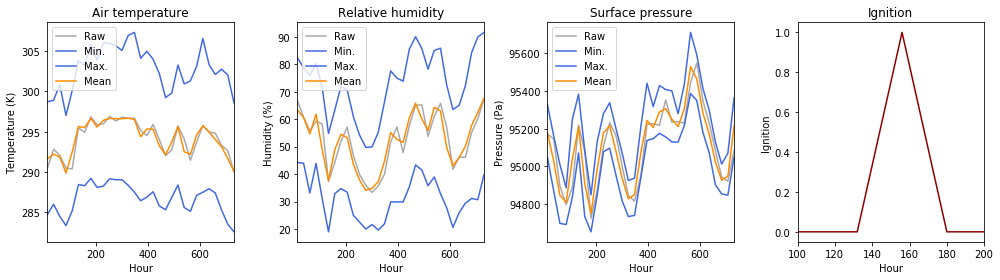 Air temperature
Temperature (K)
305
300
295
290
285
Raw
Min.
Max.
Mean
200 400 600
Hour
Relative humidity
Humidity (%)
90
80
70
60
50
40
30
20
Raw
Min.
Max.
Mean
200 400 600
Hour
Surface pressure
Pressure (Pa)
95600
95400
95200
95000
94800
Raw
Min.
Max.
Mean
200 400 600
Hour
Ignition
Ignition
1.0
0.8
0.6
0.4
0.2
0.0
100 120 140 160 180 200
Hour